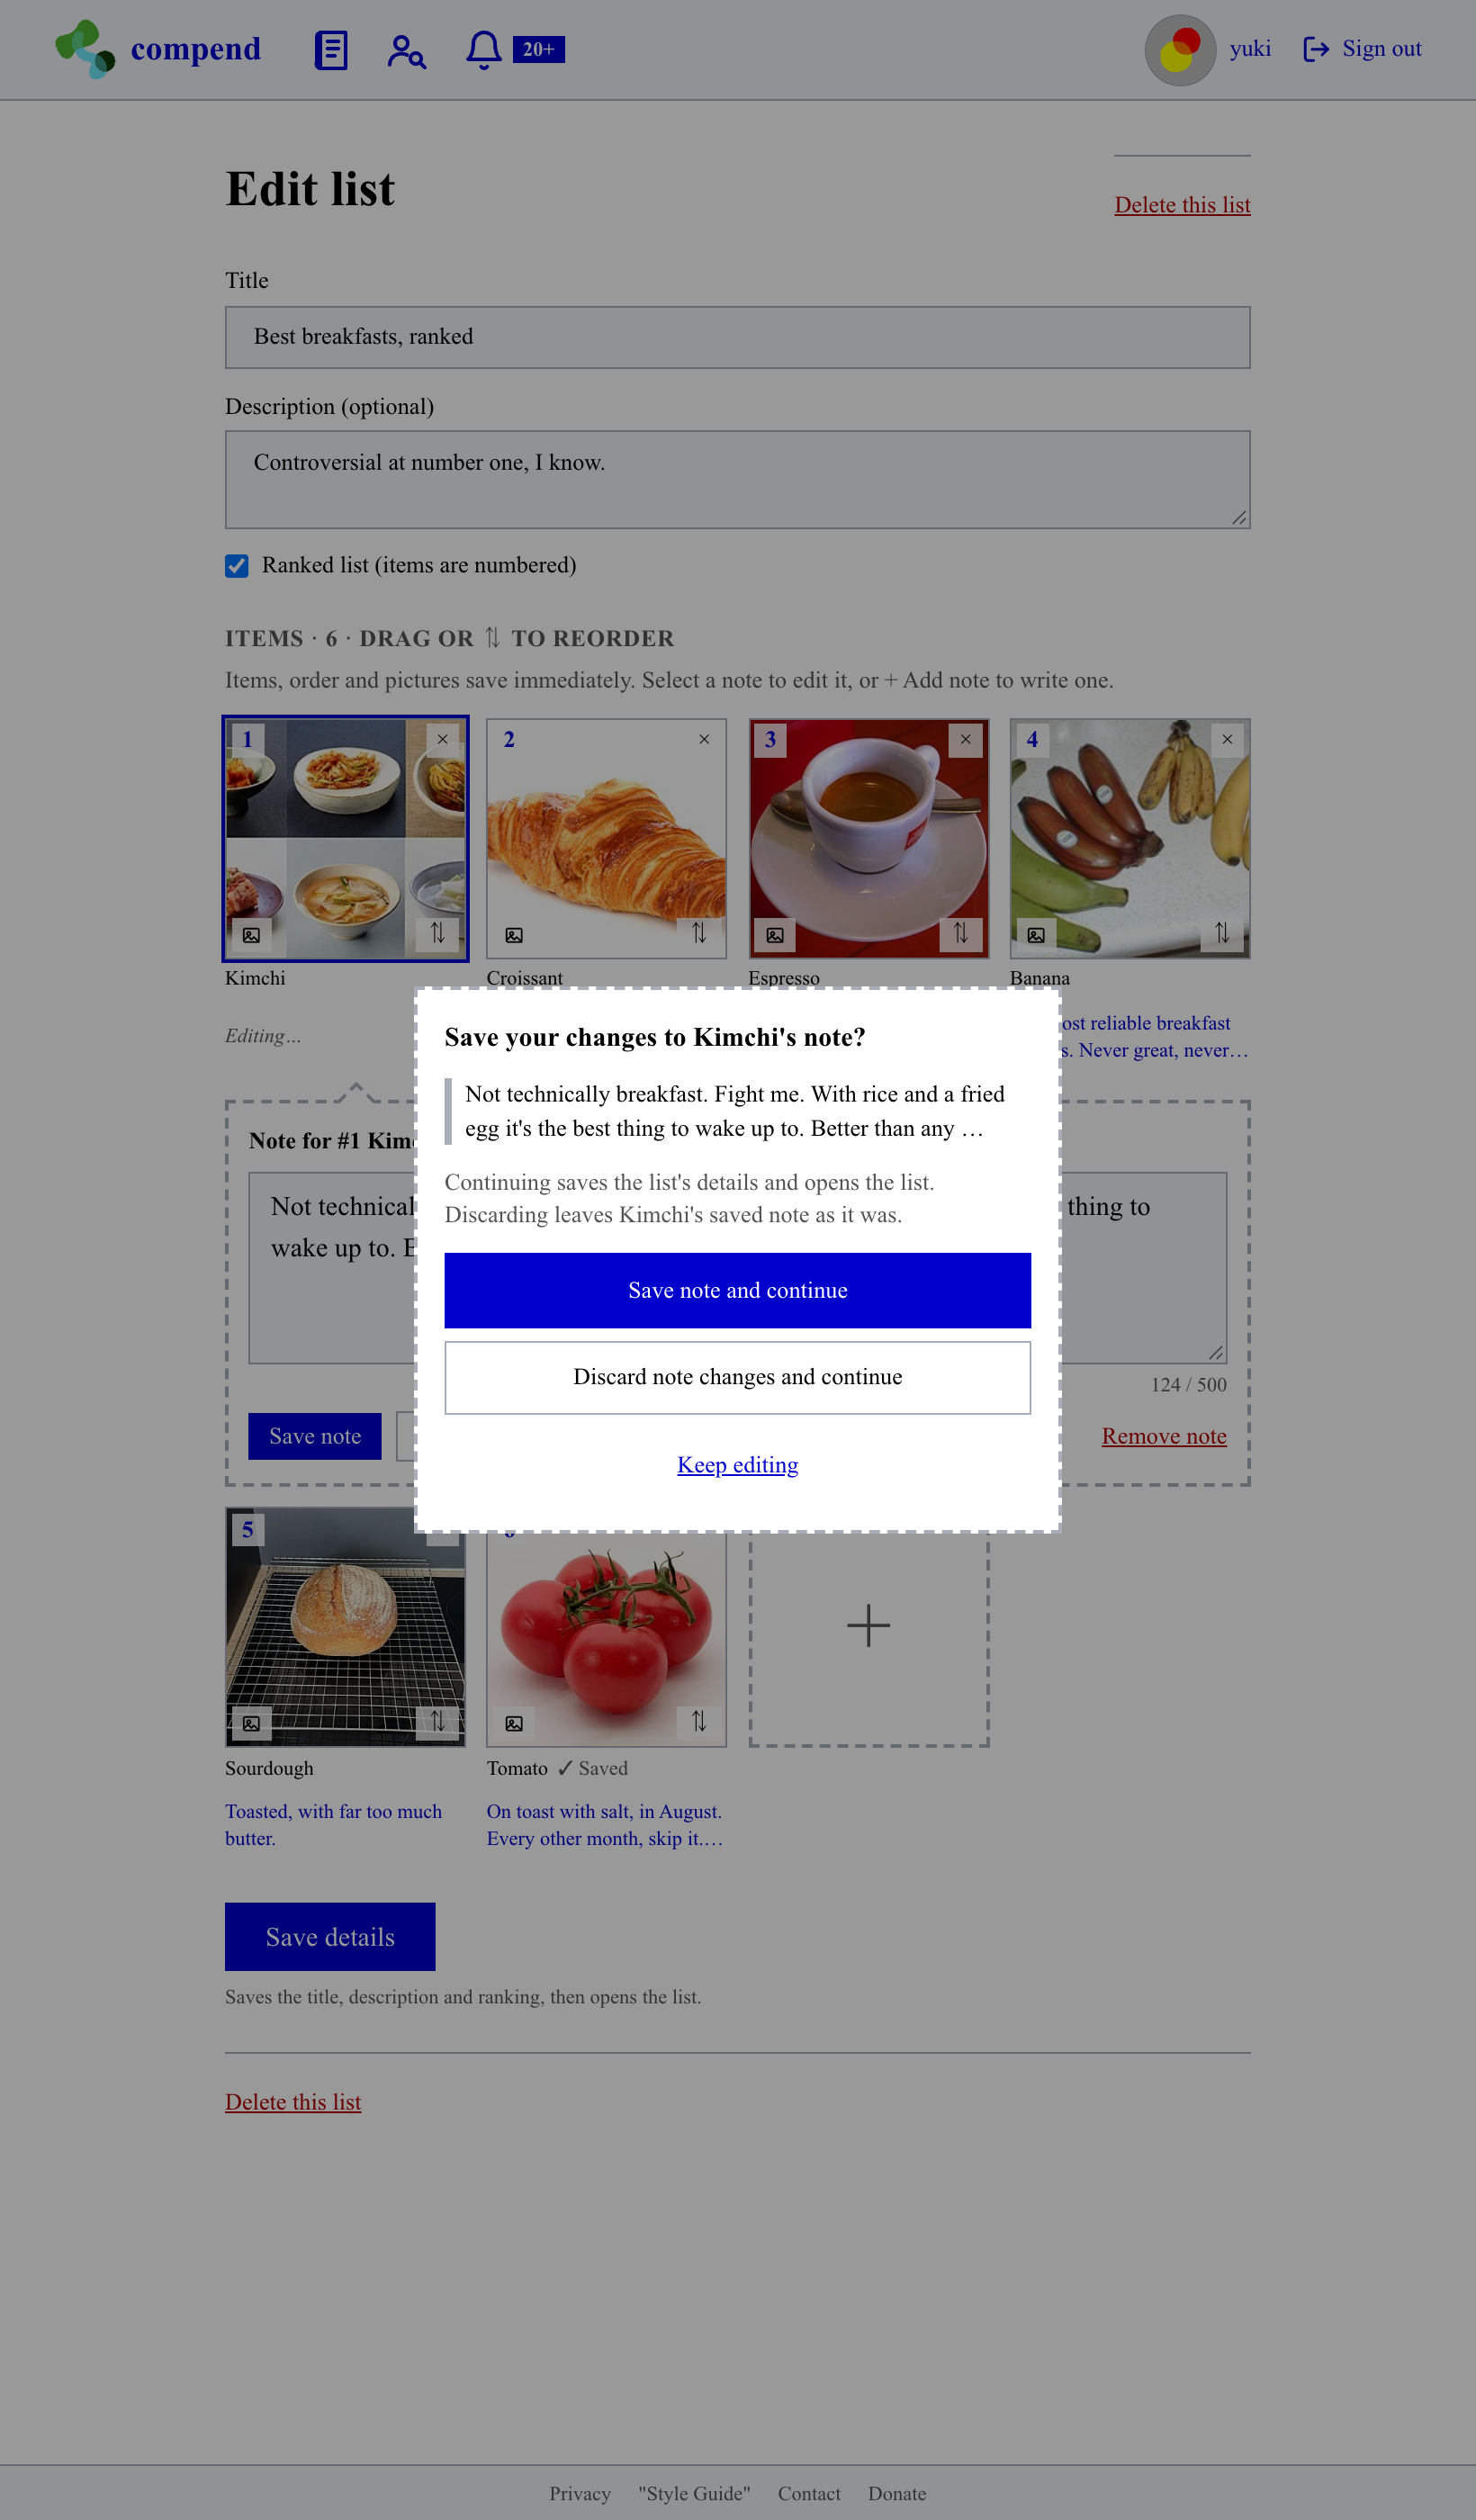 compend
20+
yuki
Sign out
Edit list
Delete this list
Title
Best breakfasts, ranked
Description (optional)
Controversial at number one, I know.
Ranked list (items are numbered)
ITEMS · 6 · DRAG OR ⇅ TO REORDER
Items, order and pictures save immediately. Select a note to edit it, or + Add note to write one.
1 ×
2 ×
3 ×
4 ×
Kimchi
Croissant
Espresso
Banana
Editing…
reliable breakfast
Never great, never…
Save your changes to Kimchi's note?
Not technically breakfast. Fight me. With rice and a fried
egg it's the best thing to wake up to. Better than any …
Continuing saves the list's details and opens the list.
Discarding leaves Kimchi's saved note as it was.
Save note and continue
Discard note changes and continue
Keep editing
Note for #1
thing to
wake up to.
124 / 500
Save note
Remove note
5
Sourdough
Tomato ✓ Saved
Toasted, with far too much
butter.
On toast with salt, in August.
Every other month, skip it.…
Save details
Saves the title, description and ranking, then opens the list.
Delete this list
Privacy
"Style Guide"
Contact
Donate